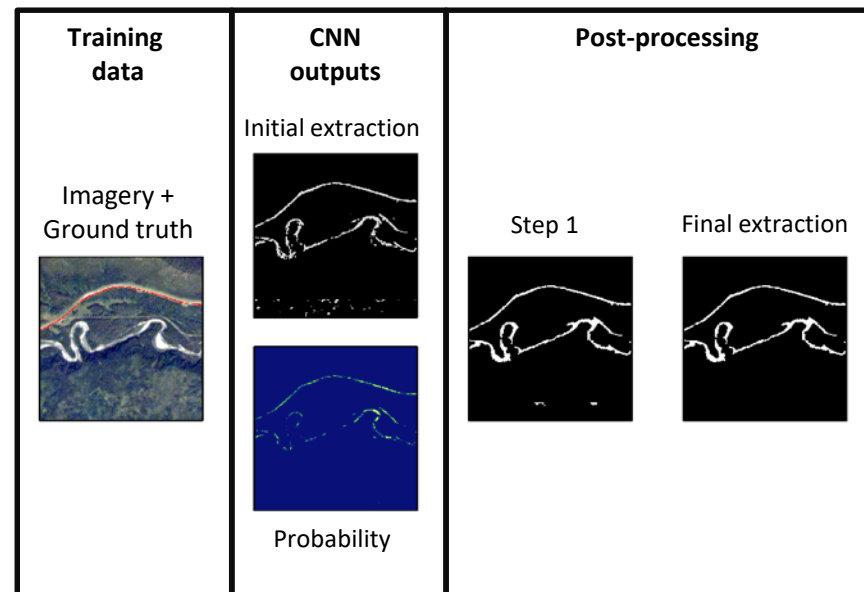 Training
data
Imagery +
Ground truth
CNN
outputs
Initial extraction
Probability
Post-processing
Step 1
Final extraction